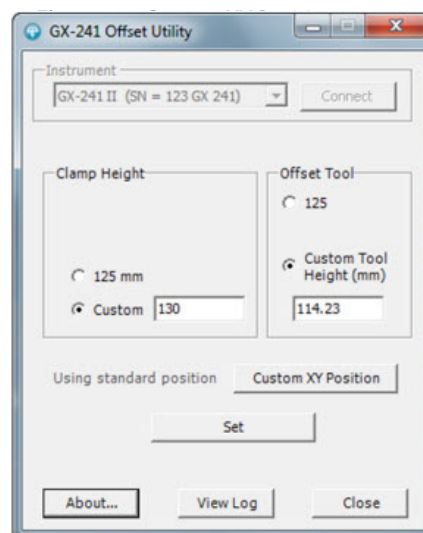 GX-241 Offset Utility
Instrument
GX-241 II (SN = 123 GX 241)
Connect
Clamp Height
125 mm
Custom 130
Offset Tool
125
Custom Tool
Height (mm)
114.23
Using standard position
Custom XY Position
Set
About...
View Log
Close